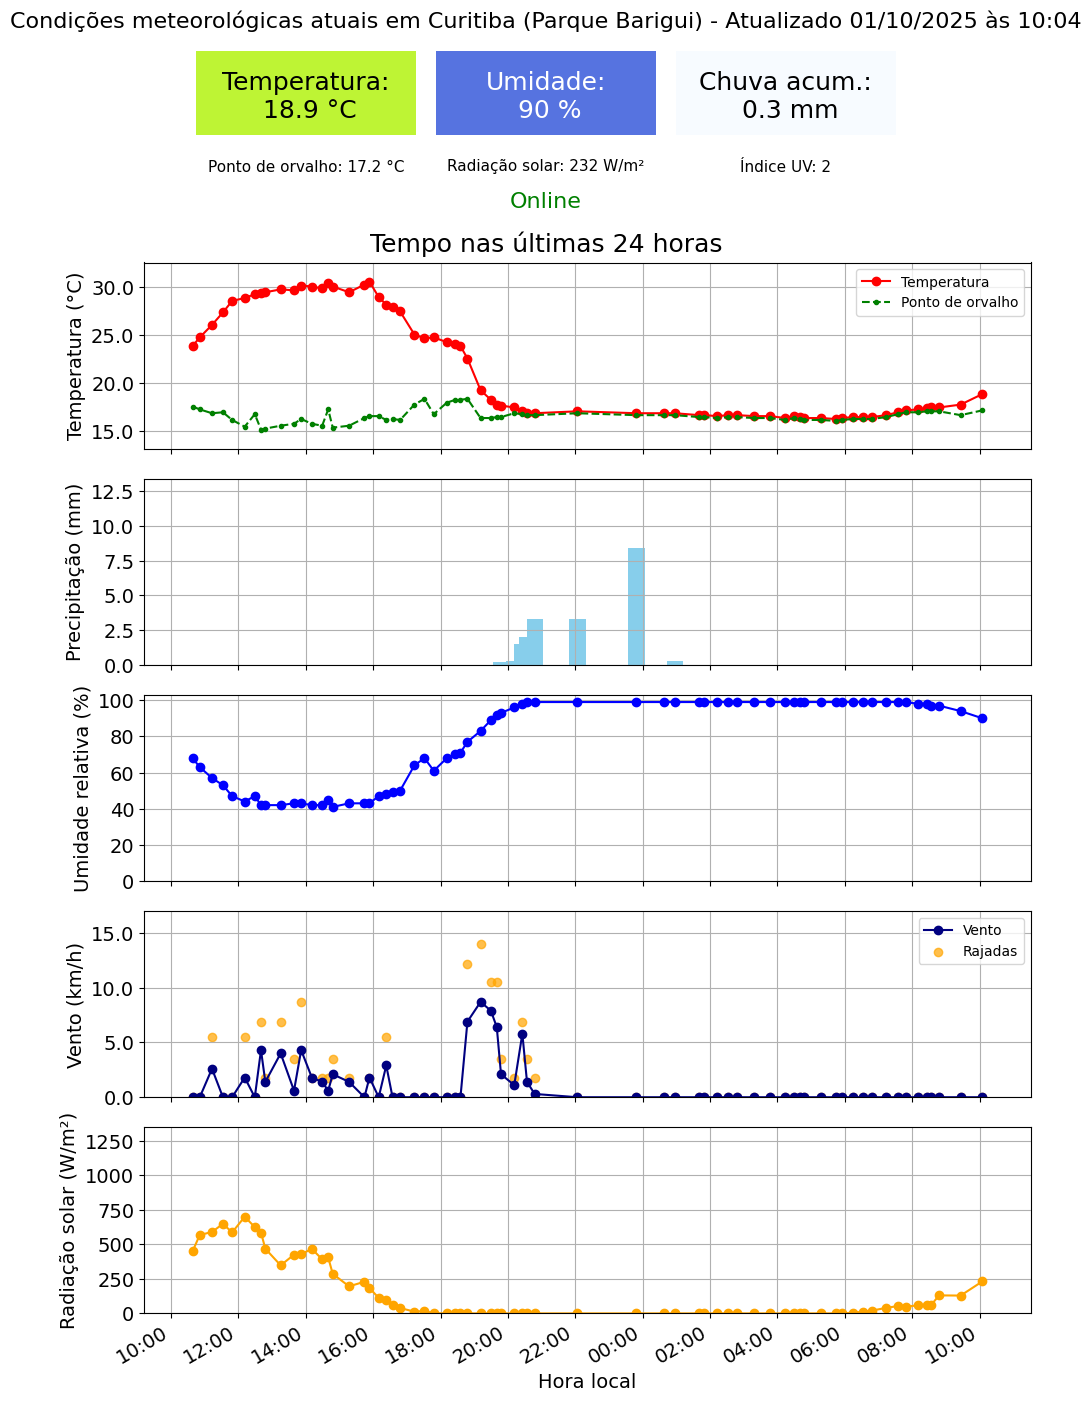 Condições meteorológicas atuais em Curitiba (Parque Barigui) - Atualizado 01/10/2025 às 10:04
Temperatura:
18.9 °C
Umidade:
90 %
Chuva acum.:
0.3 mm
Ponto de orvalho: 17.2 °C
Radiação solar: 232 W/m²
Índice UV: 2
Online
Tempo nas últimas 24 horas
Temperatura (°C)
30.0
25.0
20.0
15.0
Temperatura
Ponto de orvalho
Precipitação (mm)
12.5
10.0
7.5
5.0
2.5
0.0
Umidade relativa (%)
100
80
60
40
20
0
Vento (km/h)
15.0
10.0
5.0
0.0
Vento
Rajadas
Radiação solar (W/m²)
1250
1000
750
500
250
0
10:00
12:00
14:00
16:00
18:00
20:00
22:00
00:00
02:00
04:00
06:00
08:00
10:00
Hora local